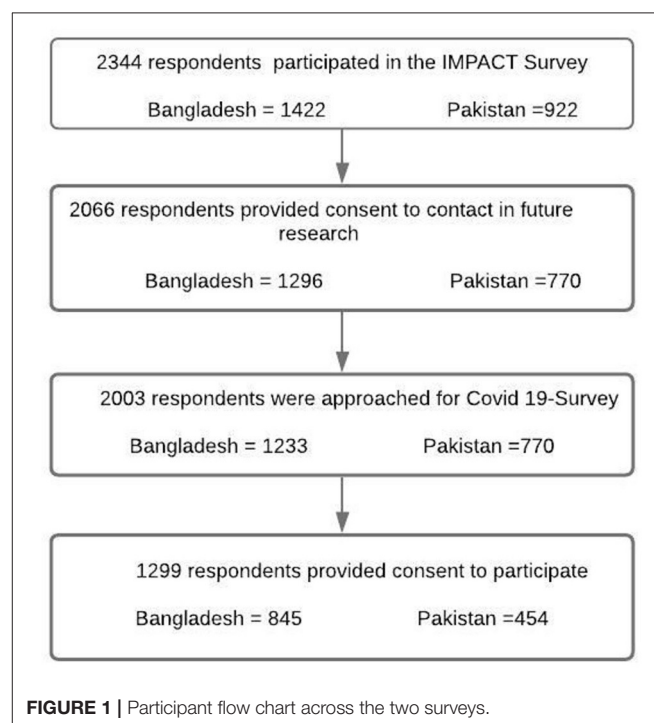 2344 respondents participated in the IMPACT Survey
Bangladesh = 1422 Pakistan =922
2066 respondents provided consent to contact in future
research
Bangladesh = 1296 Pakistan =770
2003 respondents were approached for Covid 19-Survey
Bangladesh = 1233 Pakistan =770
1299 respondents provided consent to participate
Bangladesh = 845 Pakistan =454
FIGURE 1 | Participant flow chart across the two surveys.